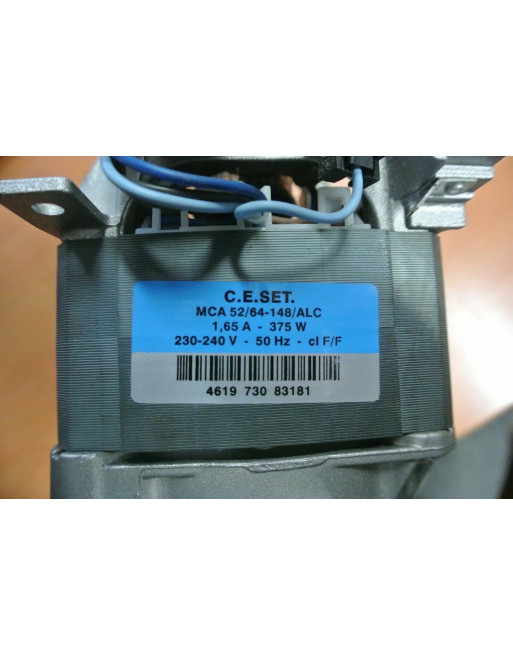 C.E.SET.
MCA 52/64-148/ALC
1,65 A - 375 W
230-240 V - 50 Hz - cl F/F
4619 730 83181